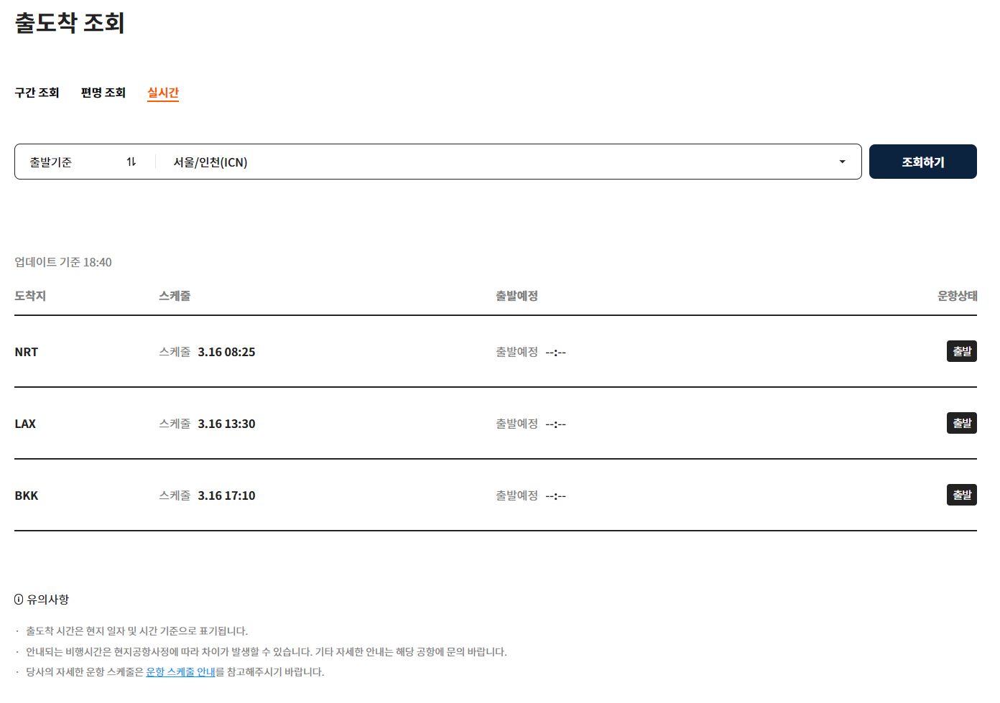 출도착 조회
구간 조회 편명 조회 실시간
출발기준 서울/인천(ICN) 조회하기
업데이트 기준 18:40
도착지 스케줄 출발예정 운항상태
NRT 스케줄 3.16 08:25 출발예정 --:-- 출발
LAX 스케줄 3.16 13:30 출발예정 --:-- 출발
BKK 스케줄 3.16 17:10 출발예정 --:-- 출발
유의사항
· 출도착 시간은 현지 일자 및 시간 기준으로 표기됩니다.
· 안내되는 비행시간은 현지공항사정에 따라 차이가 발생할 수 있습니다. 기타 자세한 안내는 해당 공항에 문의 바랍니다.
· 당사의 자세한 운항 스케줄은 운항 스케줄 안내를 참고해주시기 바랍니다.